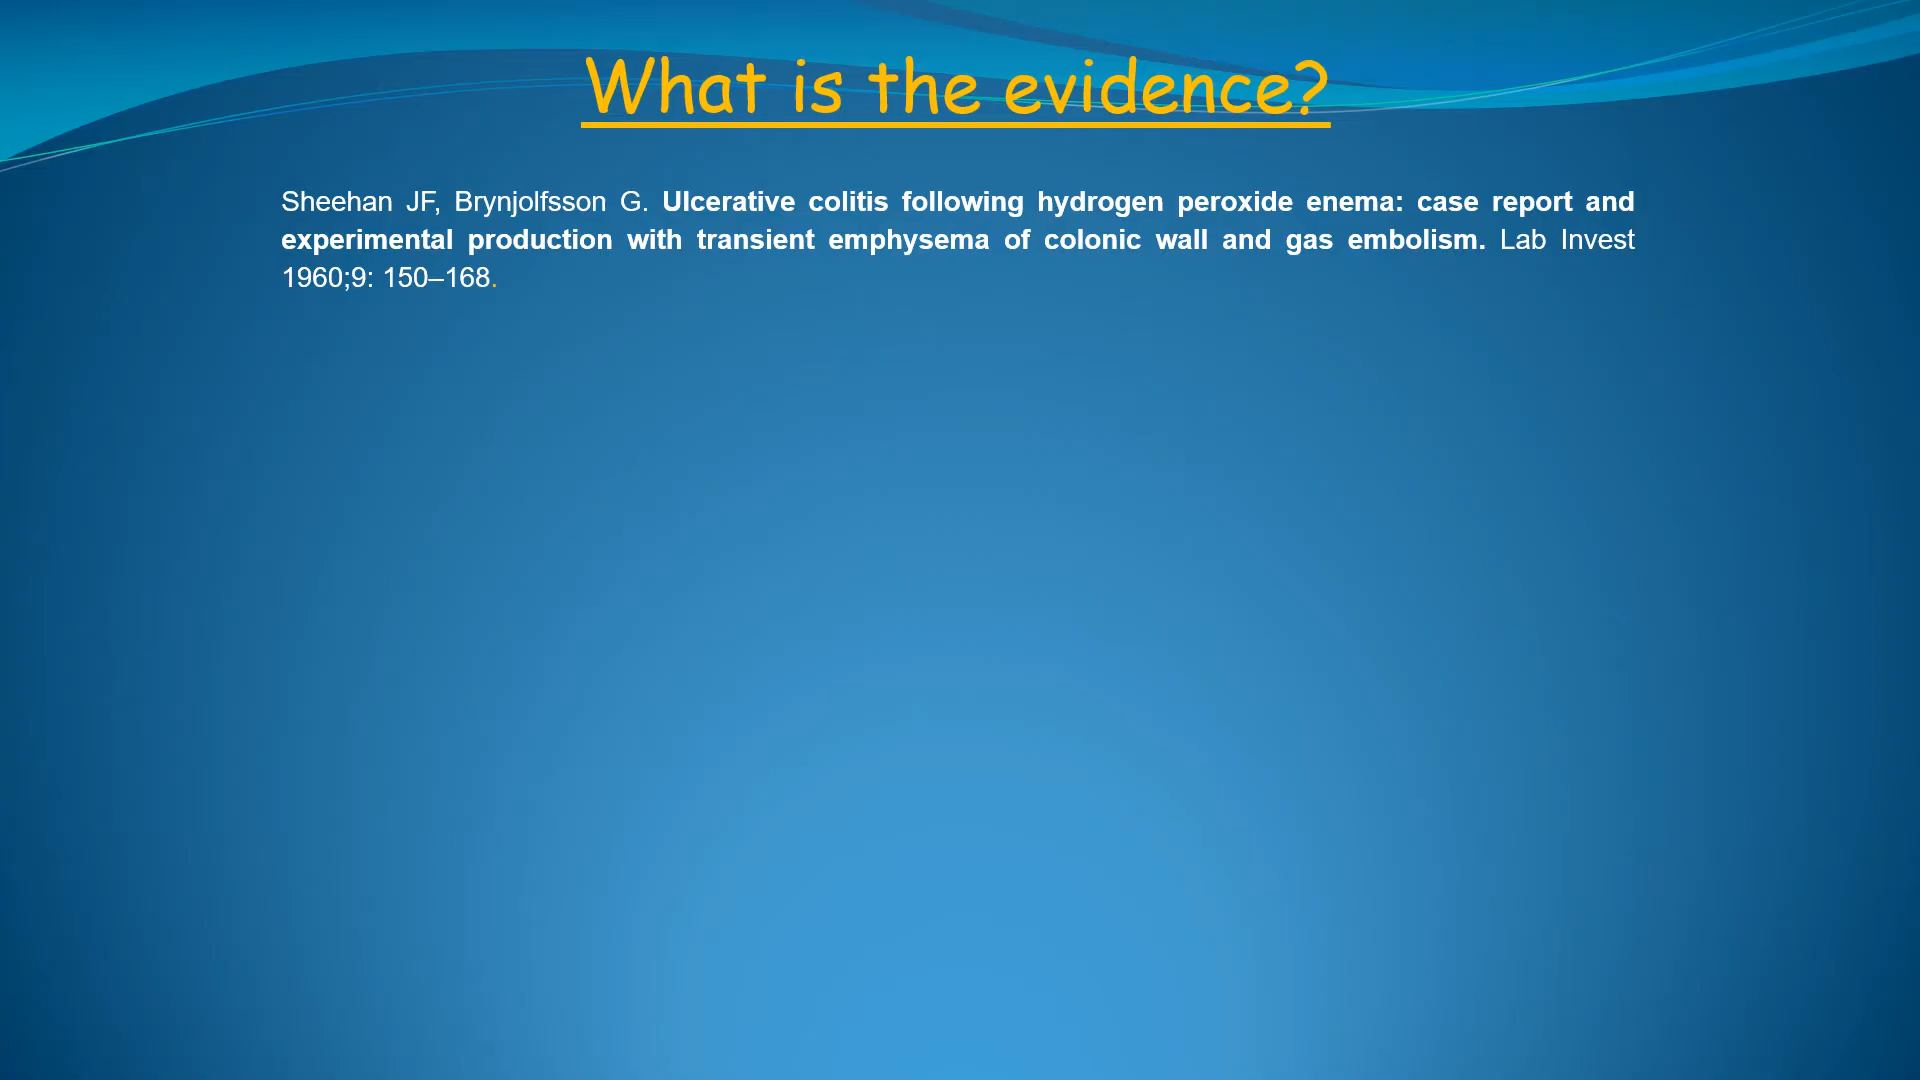 What is the evidence?
Sheehan JF, Brynjolfsson G. Ulcerative colitis following hydrogen peroxide enema: case report and
experimental production with transient emphysema of colonic wall and gas embolism. Lab Invest
1960;9: 150–168.